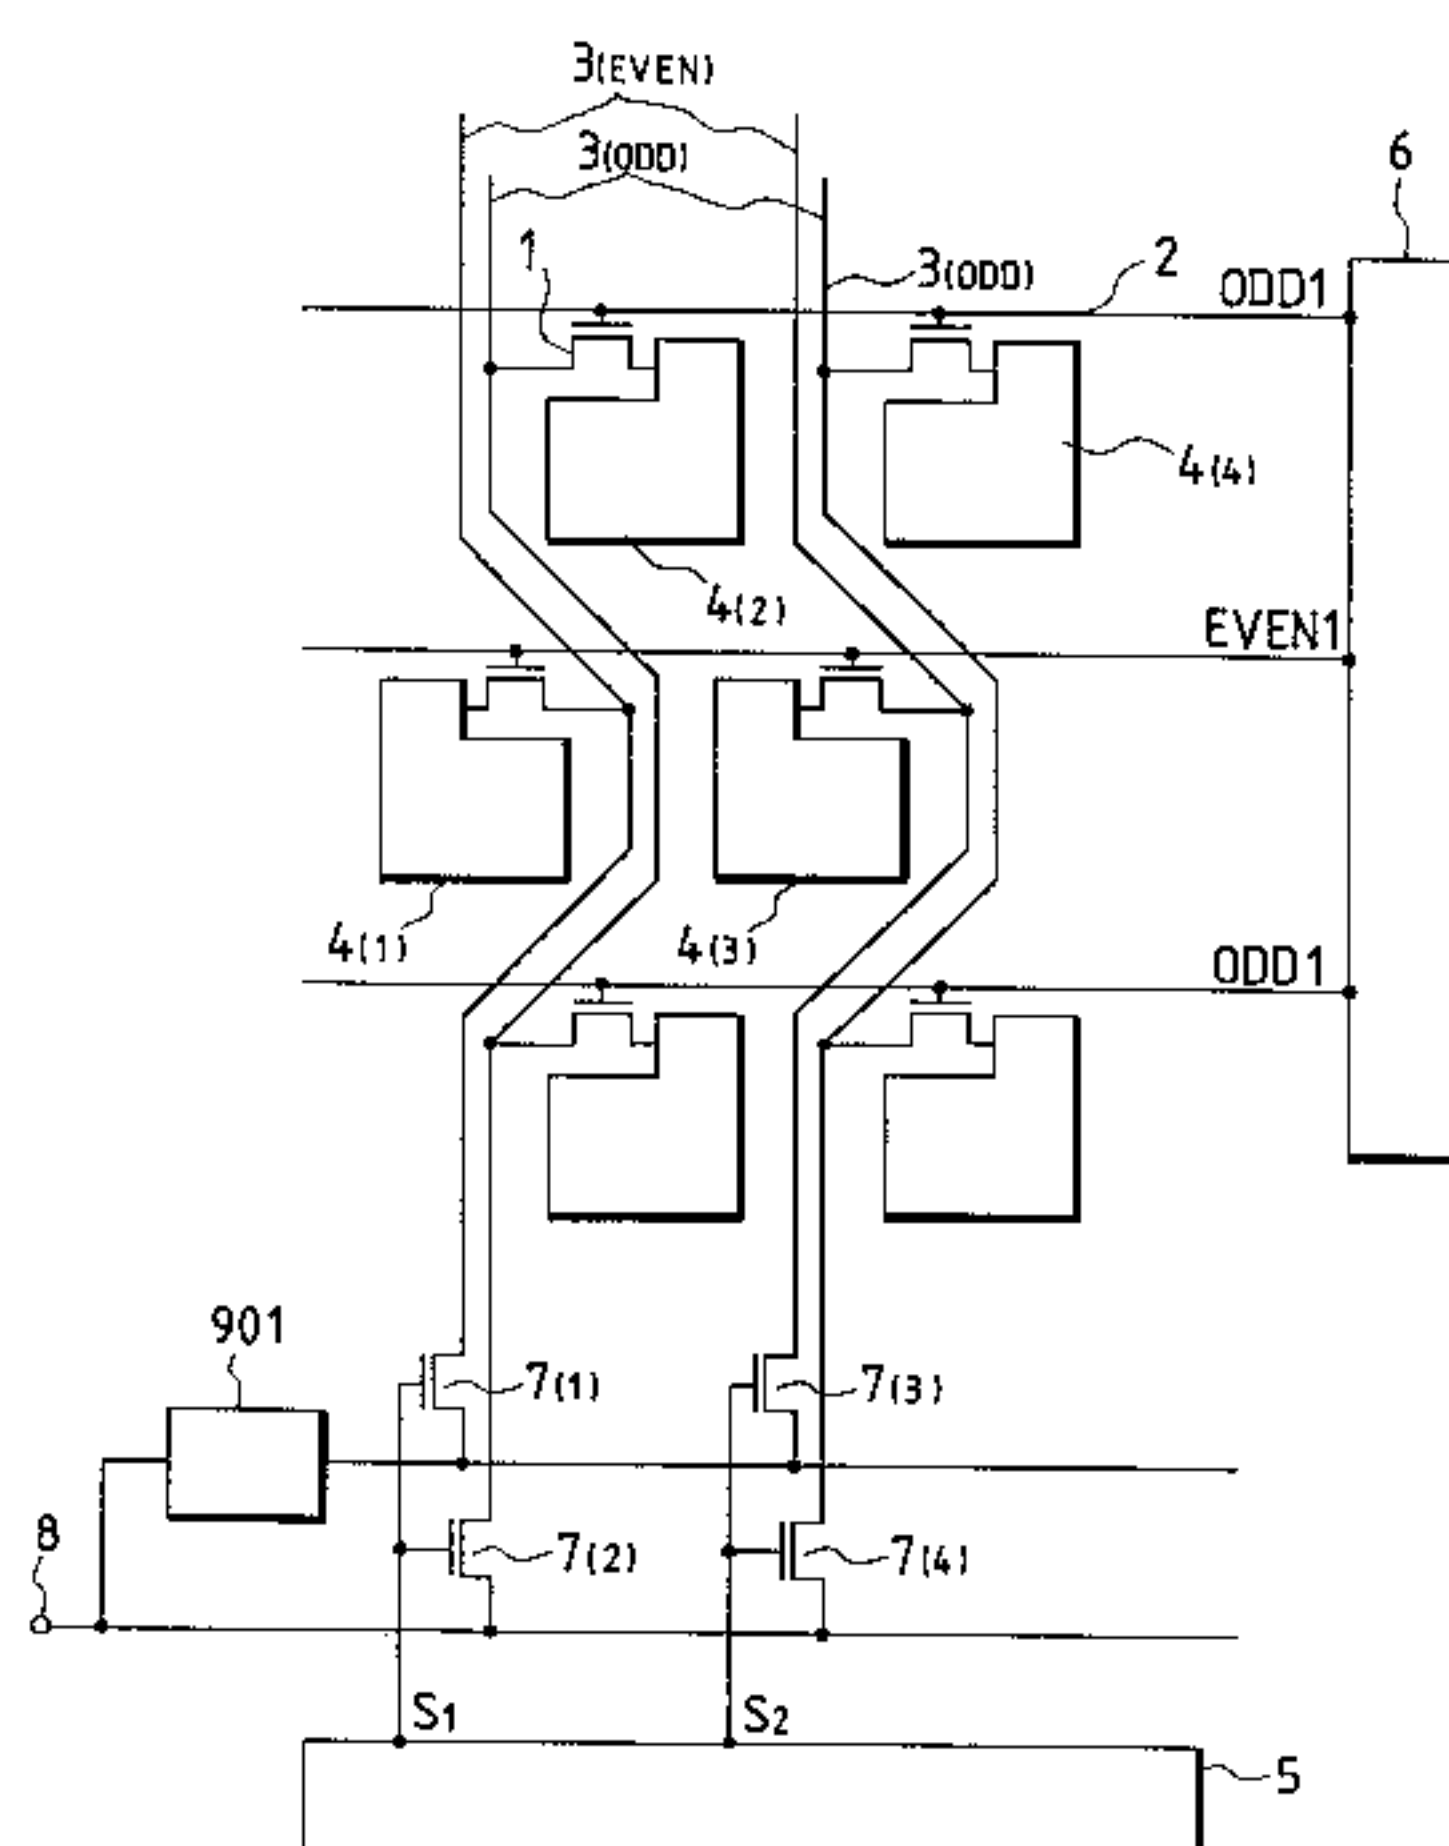 3(EVEN)
3(ODD)
6
1
3(ODD)
2
ODD1
4(4)
4(2)
EVEN1
4(1)
4(3)
ODD1
901
7(1)
7(3)
8
7(2)
7(4)
S1
S2
5